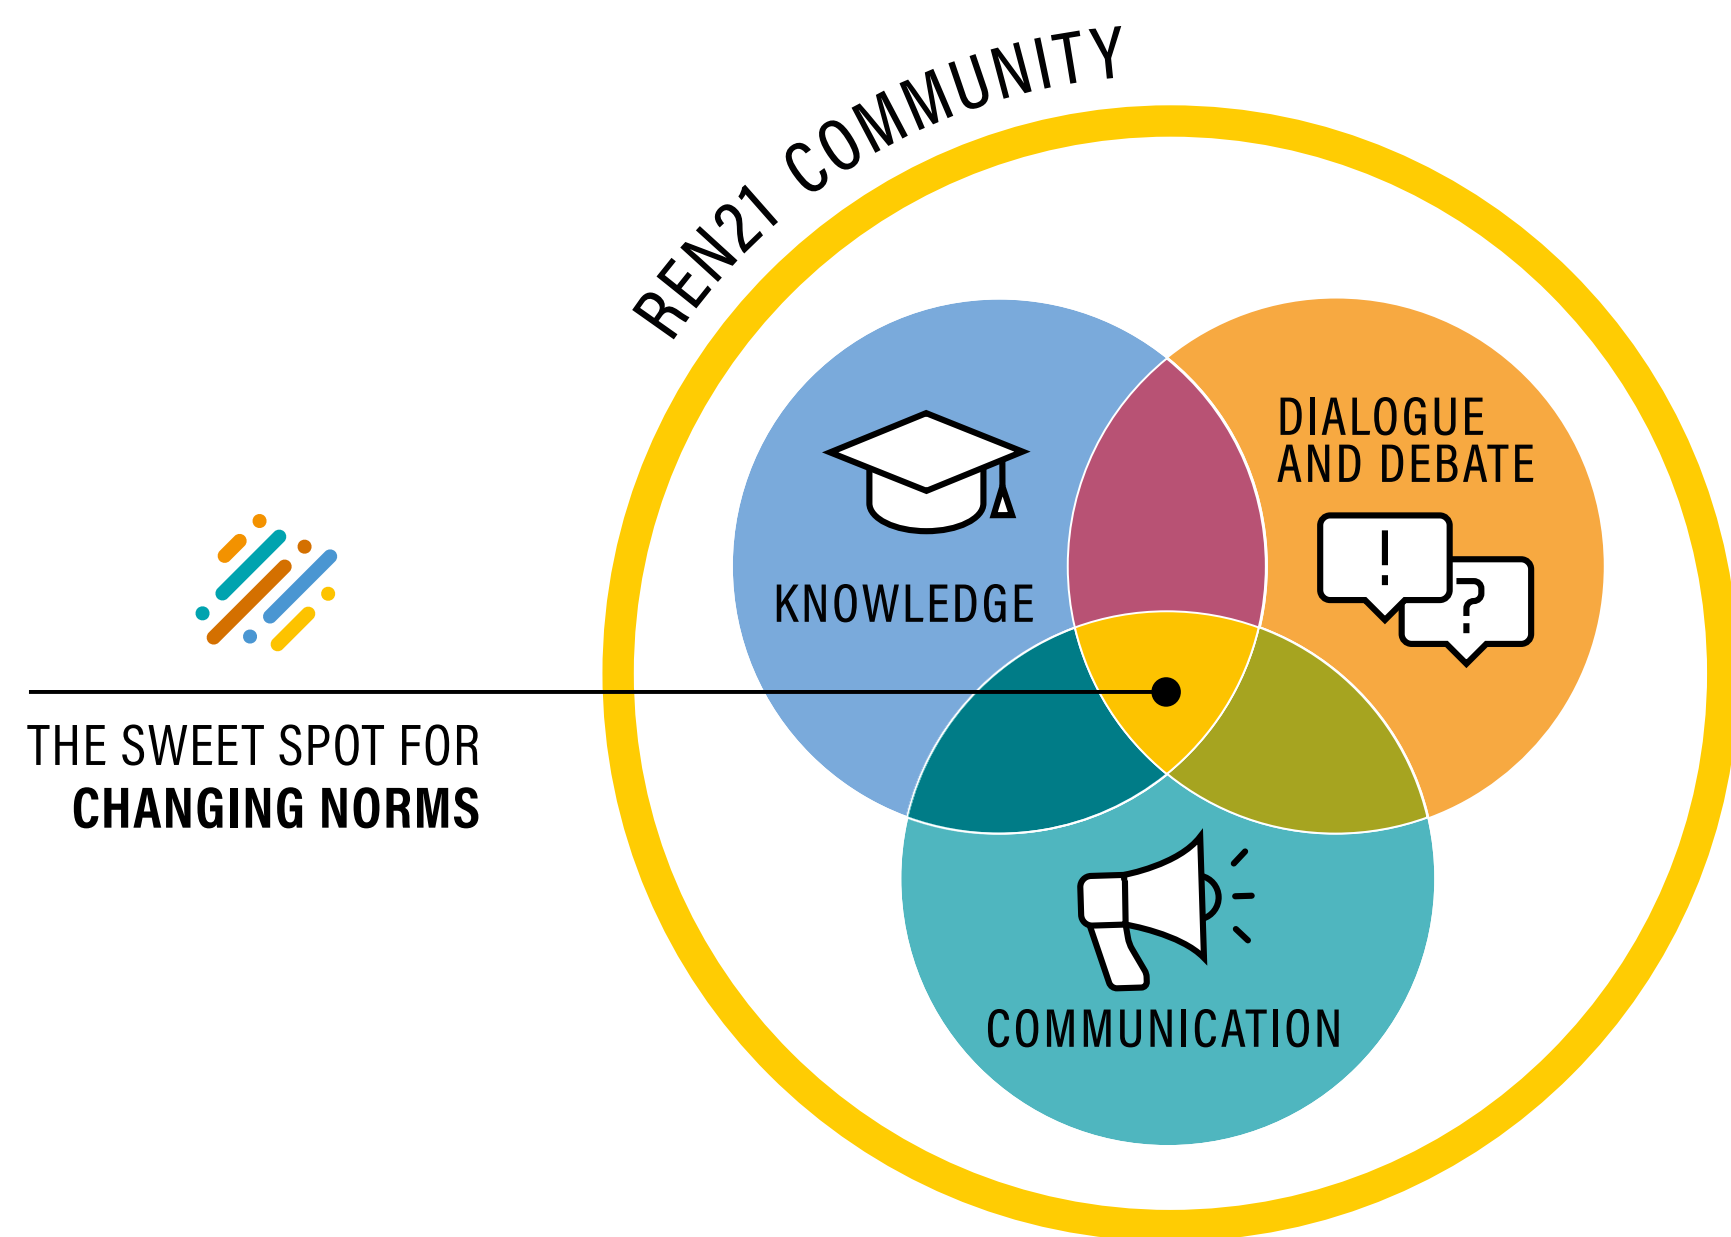 REN21 COMMUNITY
DIALOGUE
AND DEBATE
!
?
KNOWLEDGE
THE SWEET SPOT FOR
CHANGING NORMS
COMMUNICATION